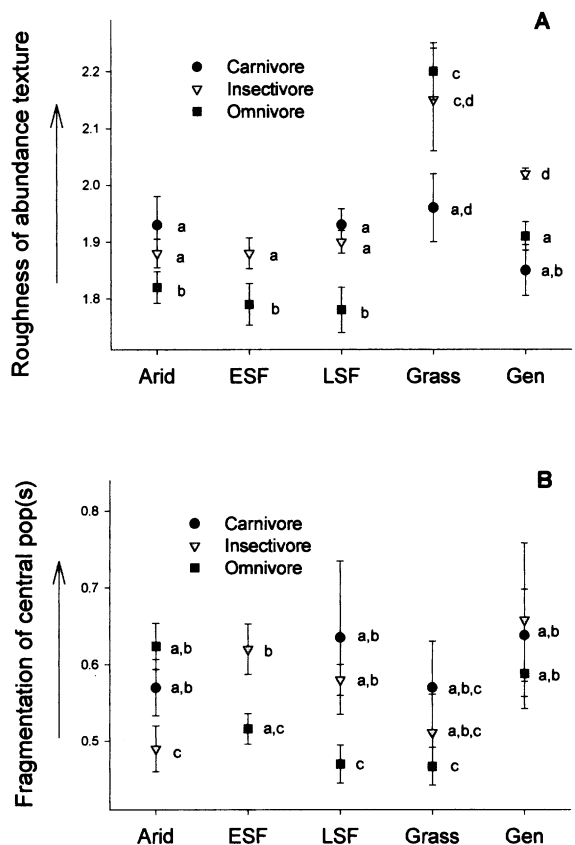 A
Roughness of abundance texture
2.2
2.1
2.0
1.9
1.8
Carnivore
Insectivore
Omnivore
a
a
b
a
b
a
a
b
c
c,d
a,d
d
a
a,b
Arid ESF LSF Grass Gen
B
Fragmentation of central pop(s)
0.8
0.7
0.6
0.5
Carnivore
Insectivore
Omnivore
a,b
a,b
c
b
a,c
a,b
a,b
c
a,b,c
a,b,c
c
a,b
a,b
Arid ESF LSF Grass Gen